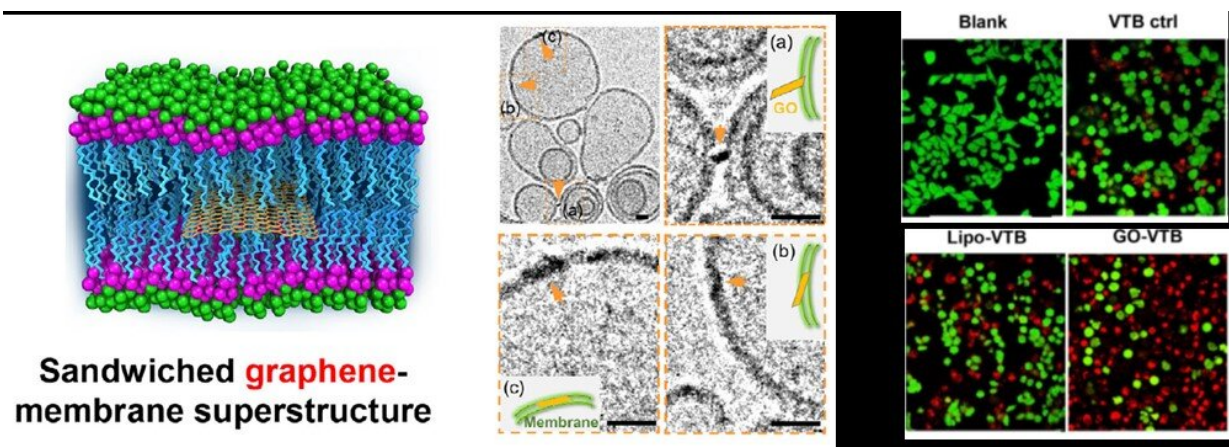 Sandwiched graphene-
membrane superstructure
(c)
(b)
(a)
(a)
GO
(c)
Membrane
(b)
Blank
VTB ctrl
Lipo-VTB
GO-VTB